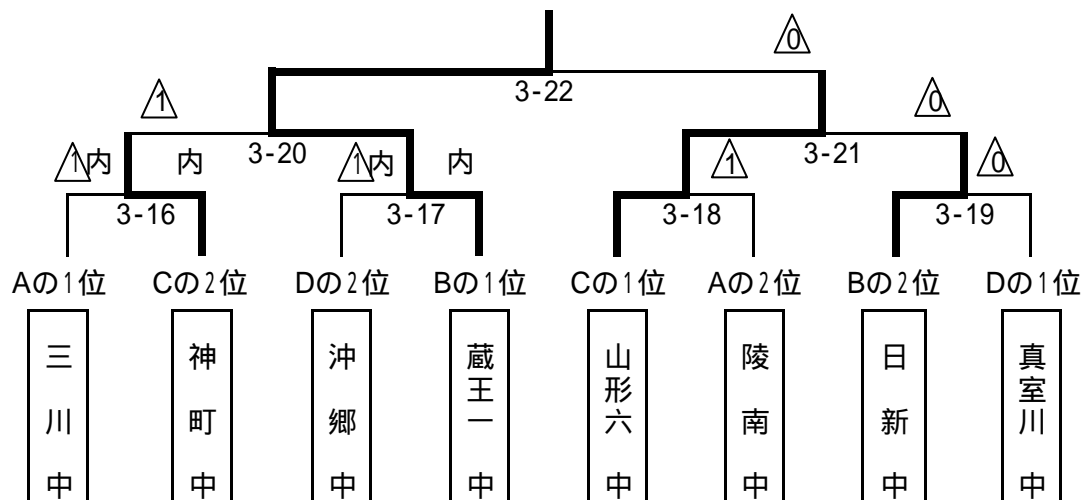 0
3-22
1
0
3-20
3-21
1内
内
1内
内
1
0
3-16
3-17
3-18
3-19
Aの1位
Cの2位
Dの2位
Bの1位
Cの1位
Aの2位
Bの2位
Dの1位
三川中
神町中
沖郷中
蔵王一中
山形六中
陵南中
日新中
真室川中